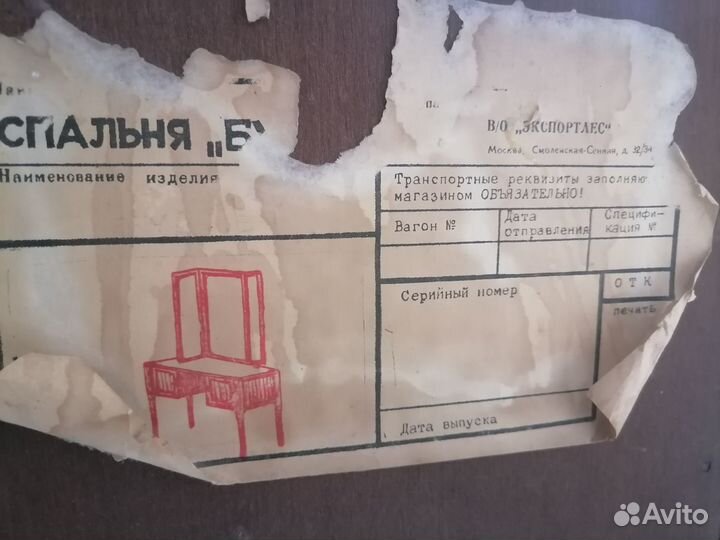 СПАЛЬНЯ „БУ
Наименование изделия
В/О „ЭКСПОРТЛЕС"
Москва, Смоленская-Сенная, д. 32/34
Транспортные реквизиты заполняю
магазином ОБЯЗАТЕЛЬНО!
Вагон №
Дата
отправления
Специфи-
кация №
Серийный номер
ОТК
печать
Дата выпуска
Avito